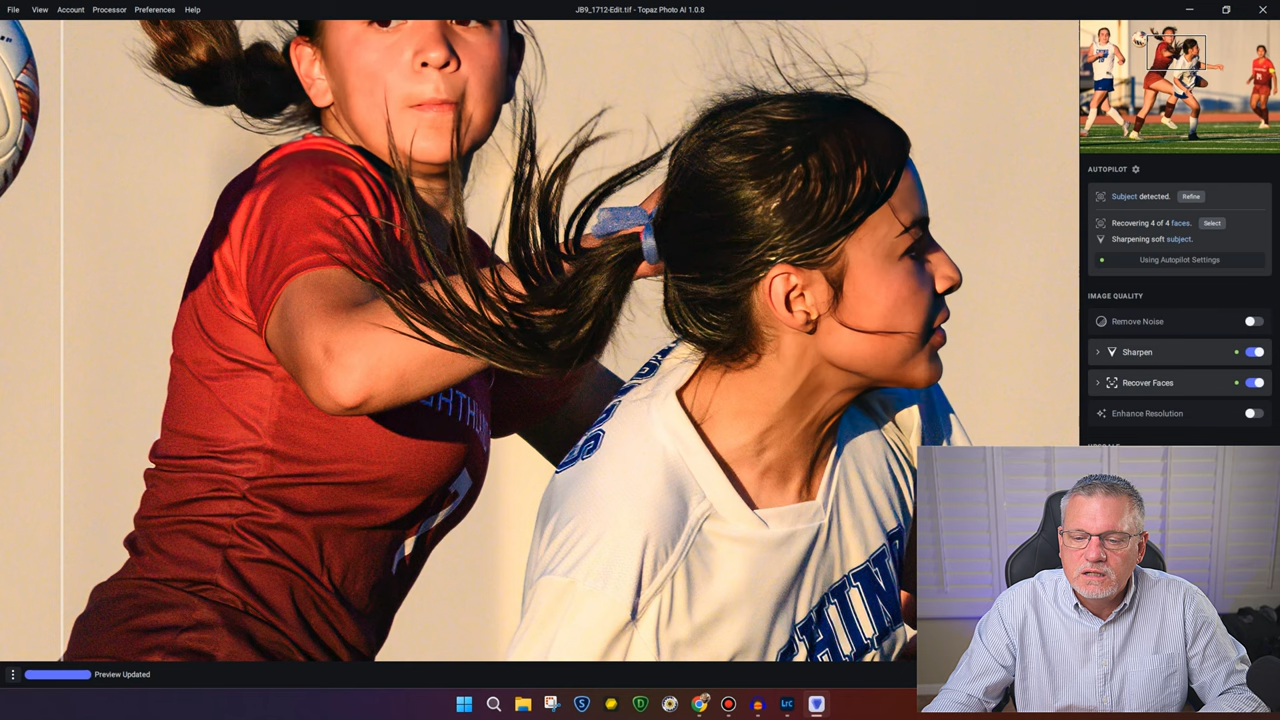 File View Account Processor Preferences Help
JB9_1712-Edit.tif - Topaz Photo AI 1.0.8
AUTOPILOT
Subject detected. Refine
Recovering 4 of 4 faces. Select
Sharpening soft subject.
Using Autopilot Settings
IMAGE QUALITY
Remove Noise
Sharpen
Recover Faces
Enhance Resolution
Preview Updated
S
D
LrC